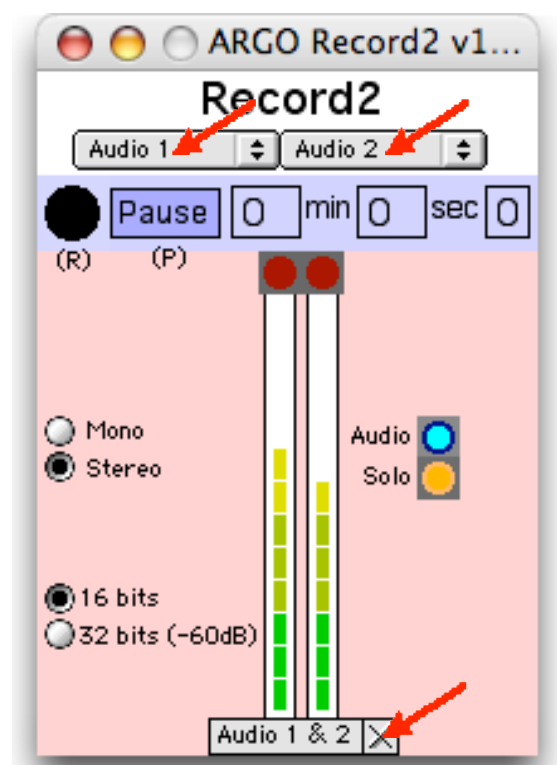 ARGO Record2 v1...
Record2
Audio 1 Audio 2
Pause 0 min 0 sec 0
(R) (P)
Mono Audio
Stereo Solo
16 bits
32 bits (-60dB)
Audio 1 & 2